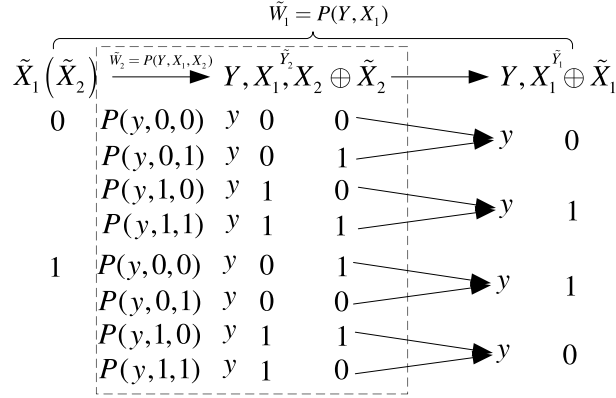 W̃₁ = P(Y, X₁)
X̃₁(X̃₂) W̃₂ = P(Y, X₁, X₂) Ỹ₂ Y, X₁, X₂ ⊕ X̃₂ Ỹ₁ Y, X₁ ⊕ X̃₁
0 P(y,0,0) y 0 0
y 0
P(y,0,1) y 0 1
P(y,1,0) y 1 0
y 1
P(y,1,1) y 1 1
1 P(y,0,0) y 0 1
y 1
P(y,0,1) y 0 0
P(y,1,0) y 1 1
y 0
P(y,1,1) y 1 0